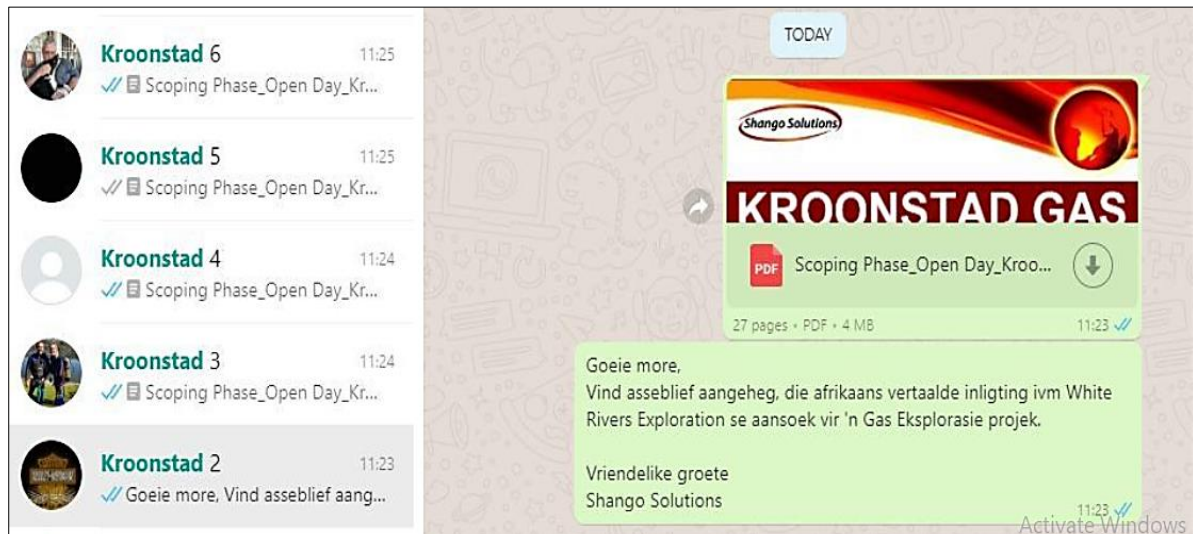 Kroonstad 6
11:25
Scoping Phase_Open Day_Kr...
Kroonstad 5
11:25
Scoping Phase_Open Day_Kr...
Kroonstad 4
11:24
Scoping Phase_Open Day_Kr...
Kroonstad 3
11:24
Scoping Phase_Open Day_Kr...
Kroonstad 2
11:23
Goeie more, Vind asseblief aang...
TODAY
Shango Solutions
KROONSTAD GAS
PDF
Scoping Phase_Open Day_Kroo...
27 pages • PDF • 4 MB
11:23
Goeie more,
Vind asseblief aangeheg, die afrikaans vertaalde inligting ivm White
Rivers Exploration se aansoek vir 'n Gas Eksplorasie projek.
Vriendelike groete
Shango Solutions
11:23
Activate Windows